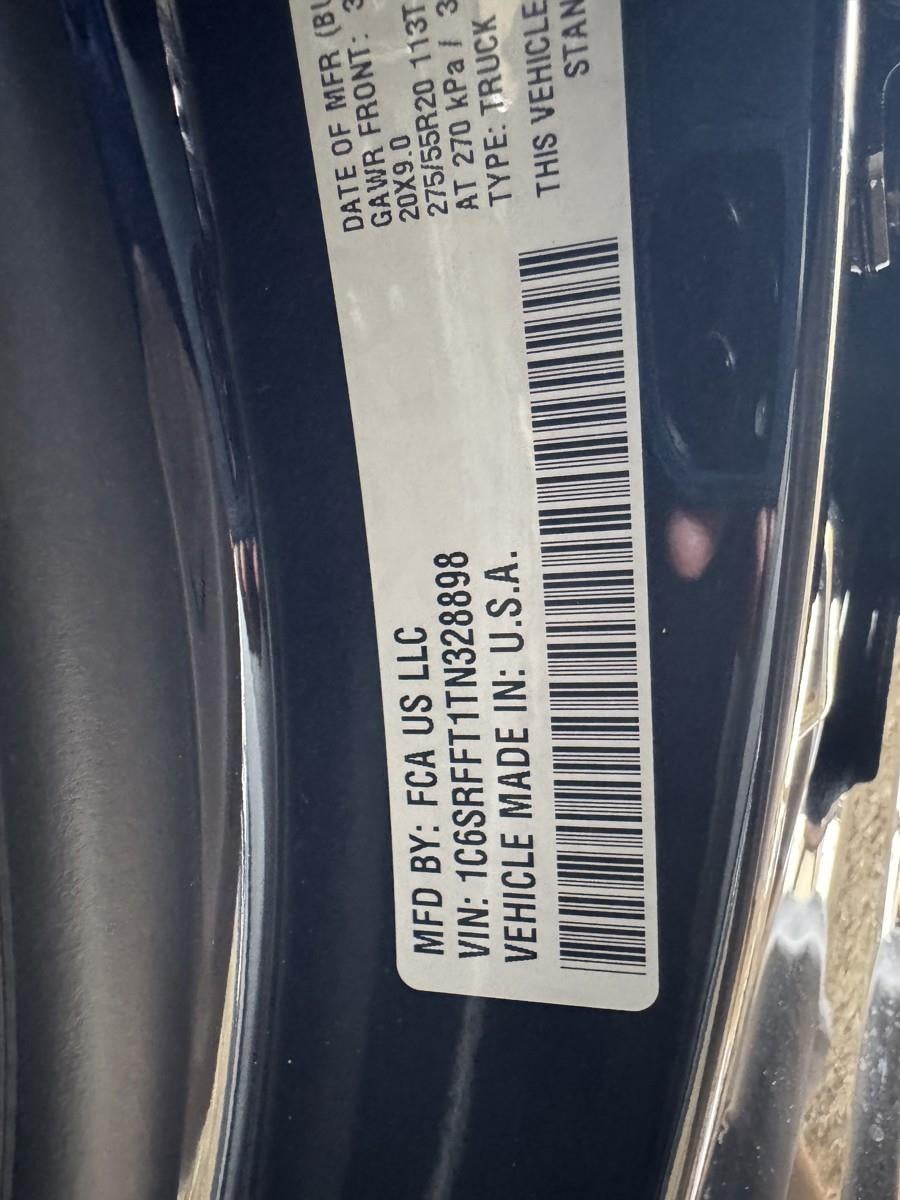 MFD BY: FCA US LLC
VIN: 1C6SRFFT1TN328898
VEHICLE MADE IN: U.S.A.
DATE OF MFR
GAWR FRONT: 3
20X9.0
275/55R20 113T
AT 270 kPa / 3
TYPE: TRUCK
THIS VEHICLE
STAN